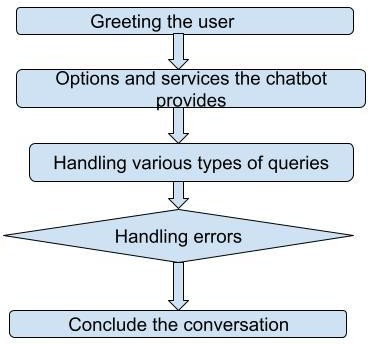 Greeting the user
Options and services the chatbot
provides
Handling various types of queries
Handling errors
Conclude the conversation